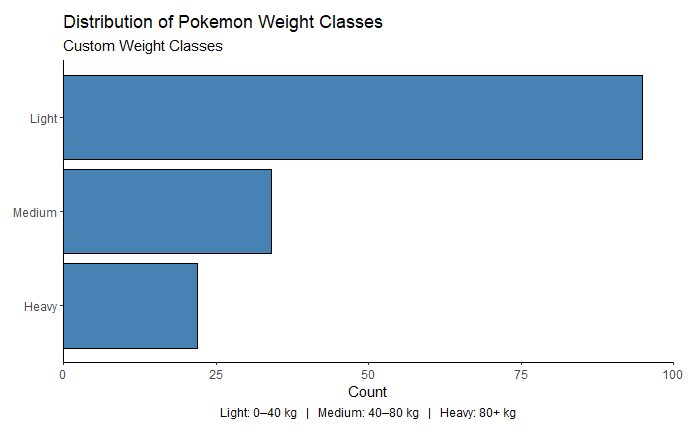 Distribution of Pokemon Weight Classes
Custom Weight Classes
Light
Medium
Heavy
0 25 50 75 100
Count
Light: 0–40 kg | Medium: 40–80 kg | Heavy: 80+ kg